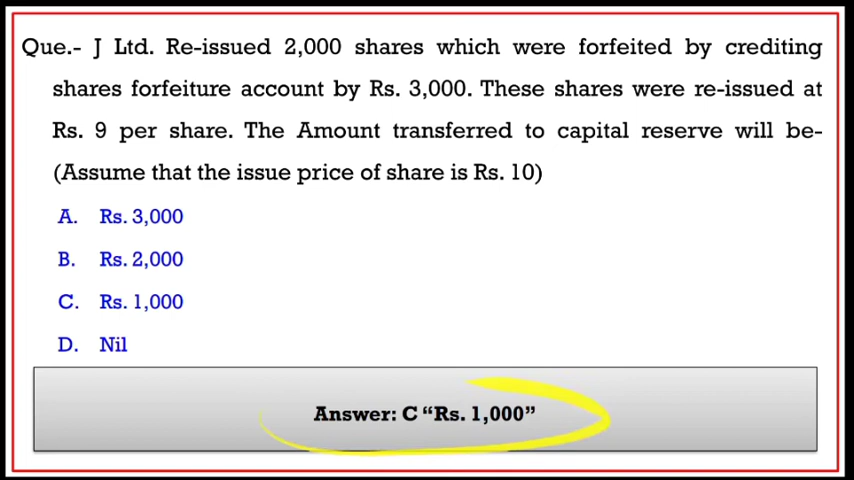 Que.- J Ltd. Re-issued 2,000 shares which were forfeited by crediting
shares forfeiture account by Rs. 3,000. These shares were re-issued at
Rs. 9 per share. The Amount transferred to capital reserve will be-
(Assume that the issue price of share is Rs. 10)
A. Rs. 3,000
B. Rs. 2,000
C. Rs. 1,000
D. Nil
Answer: C “Rs. 1,000”